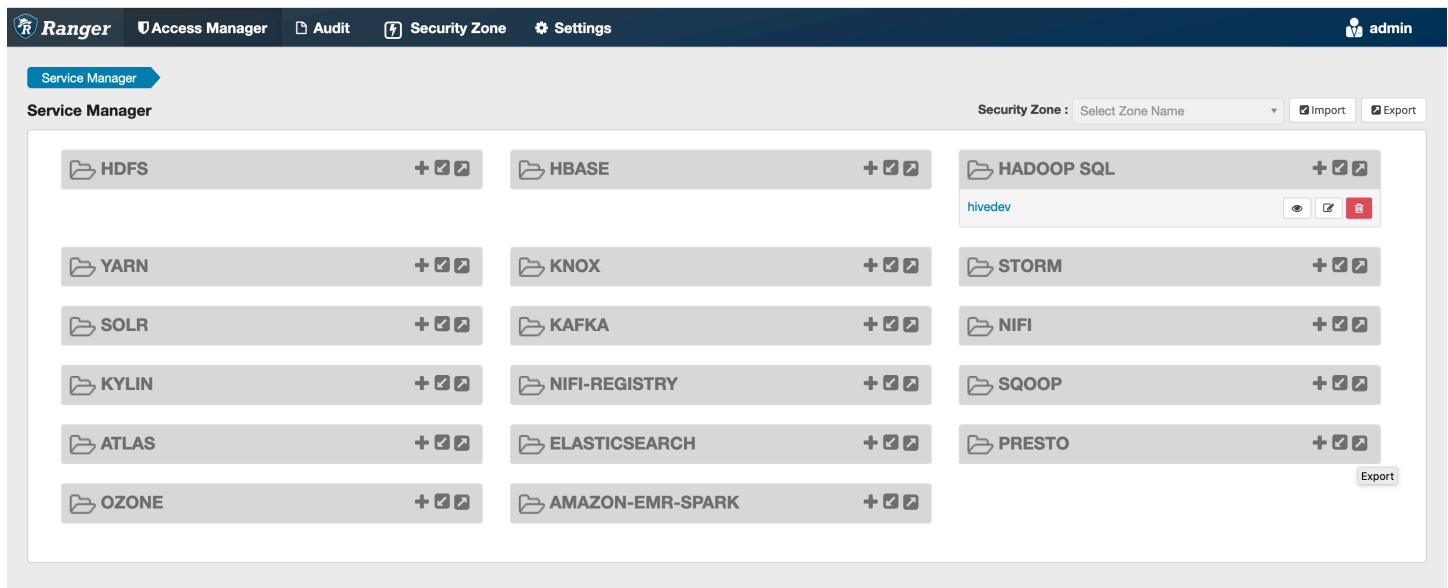 Ranger Access Manager Audit Security Zone Settings admin
Service Manager
Service Manager Security Zone : Select Zone Name Import Export
HDFS HBASE HADOOP SQL
hivedev
YARN KNOX STORM
SOLR KAFKA NIFI
KYLIN NIFI-REGISTRY SQOOP
ATLAS ELASTICSEARCH PRESTO
Export
OZONE AMAZON-EMR-SPARK